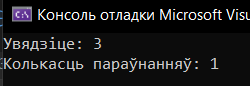 Консоль отладки Microsoft Visu
Увядзіце: 3
Колькасць параўнанняў: 1